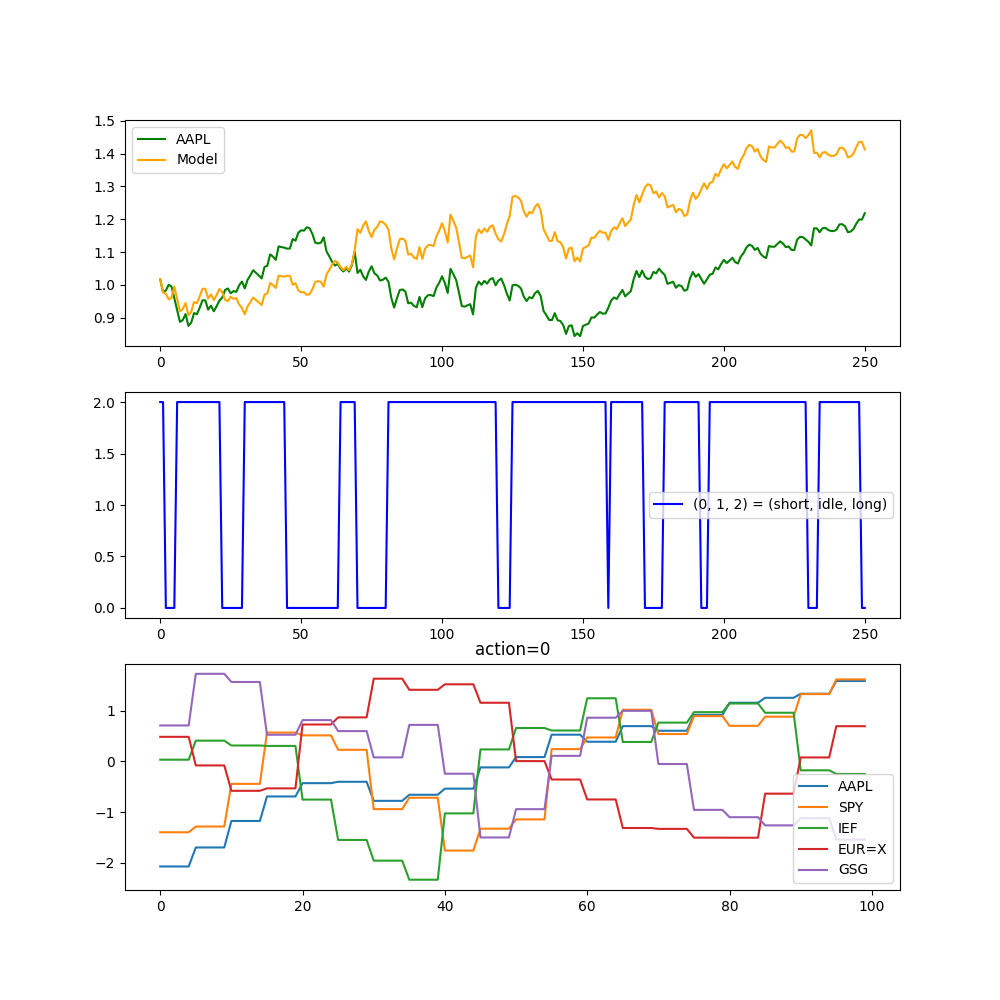 1.5
1.4
1.3
1.2
1.1
1.0
0.9
AAPL
Model
0 50 100 150 200 250
2.0
1.5
1.0
0.5
0.0
(0, 1, 2) = (short, idle, long)
0 50 100 150 200 250
action=0
1
0
−1
−2
AAPL
SPY
IEF
EUR=X
GSG
0 20 40 60 80 100